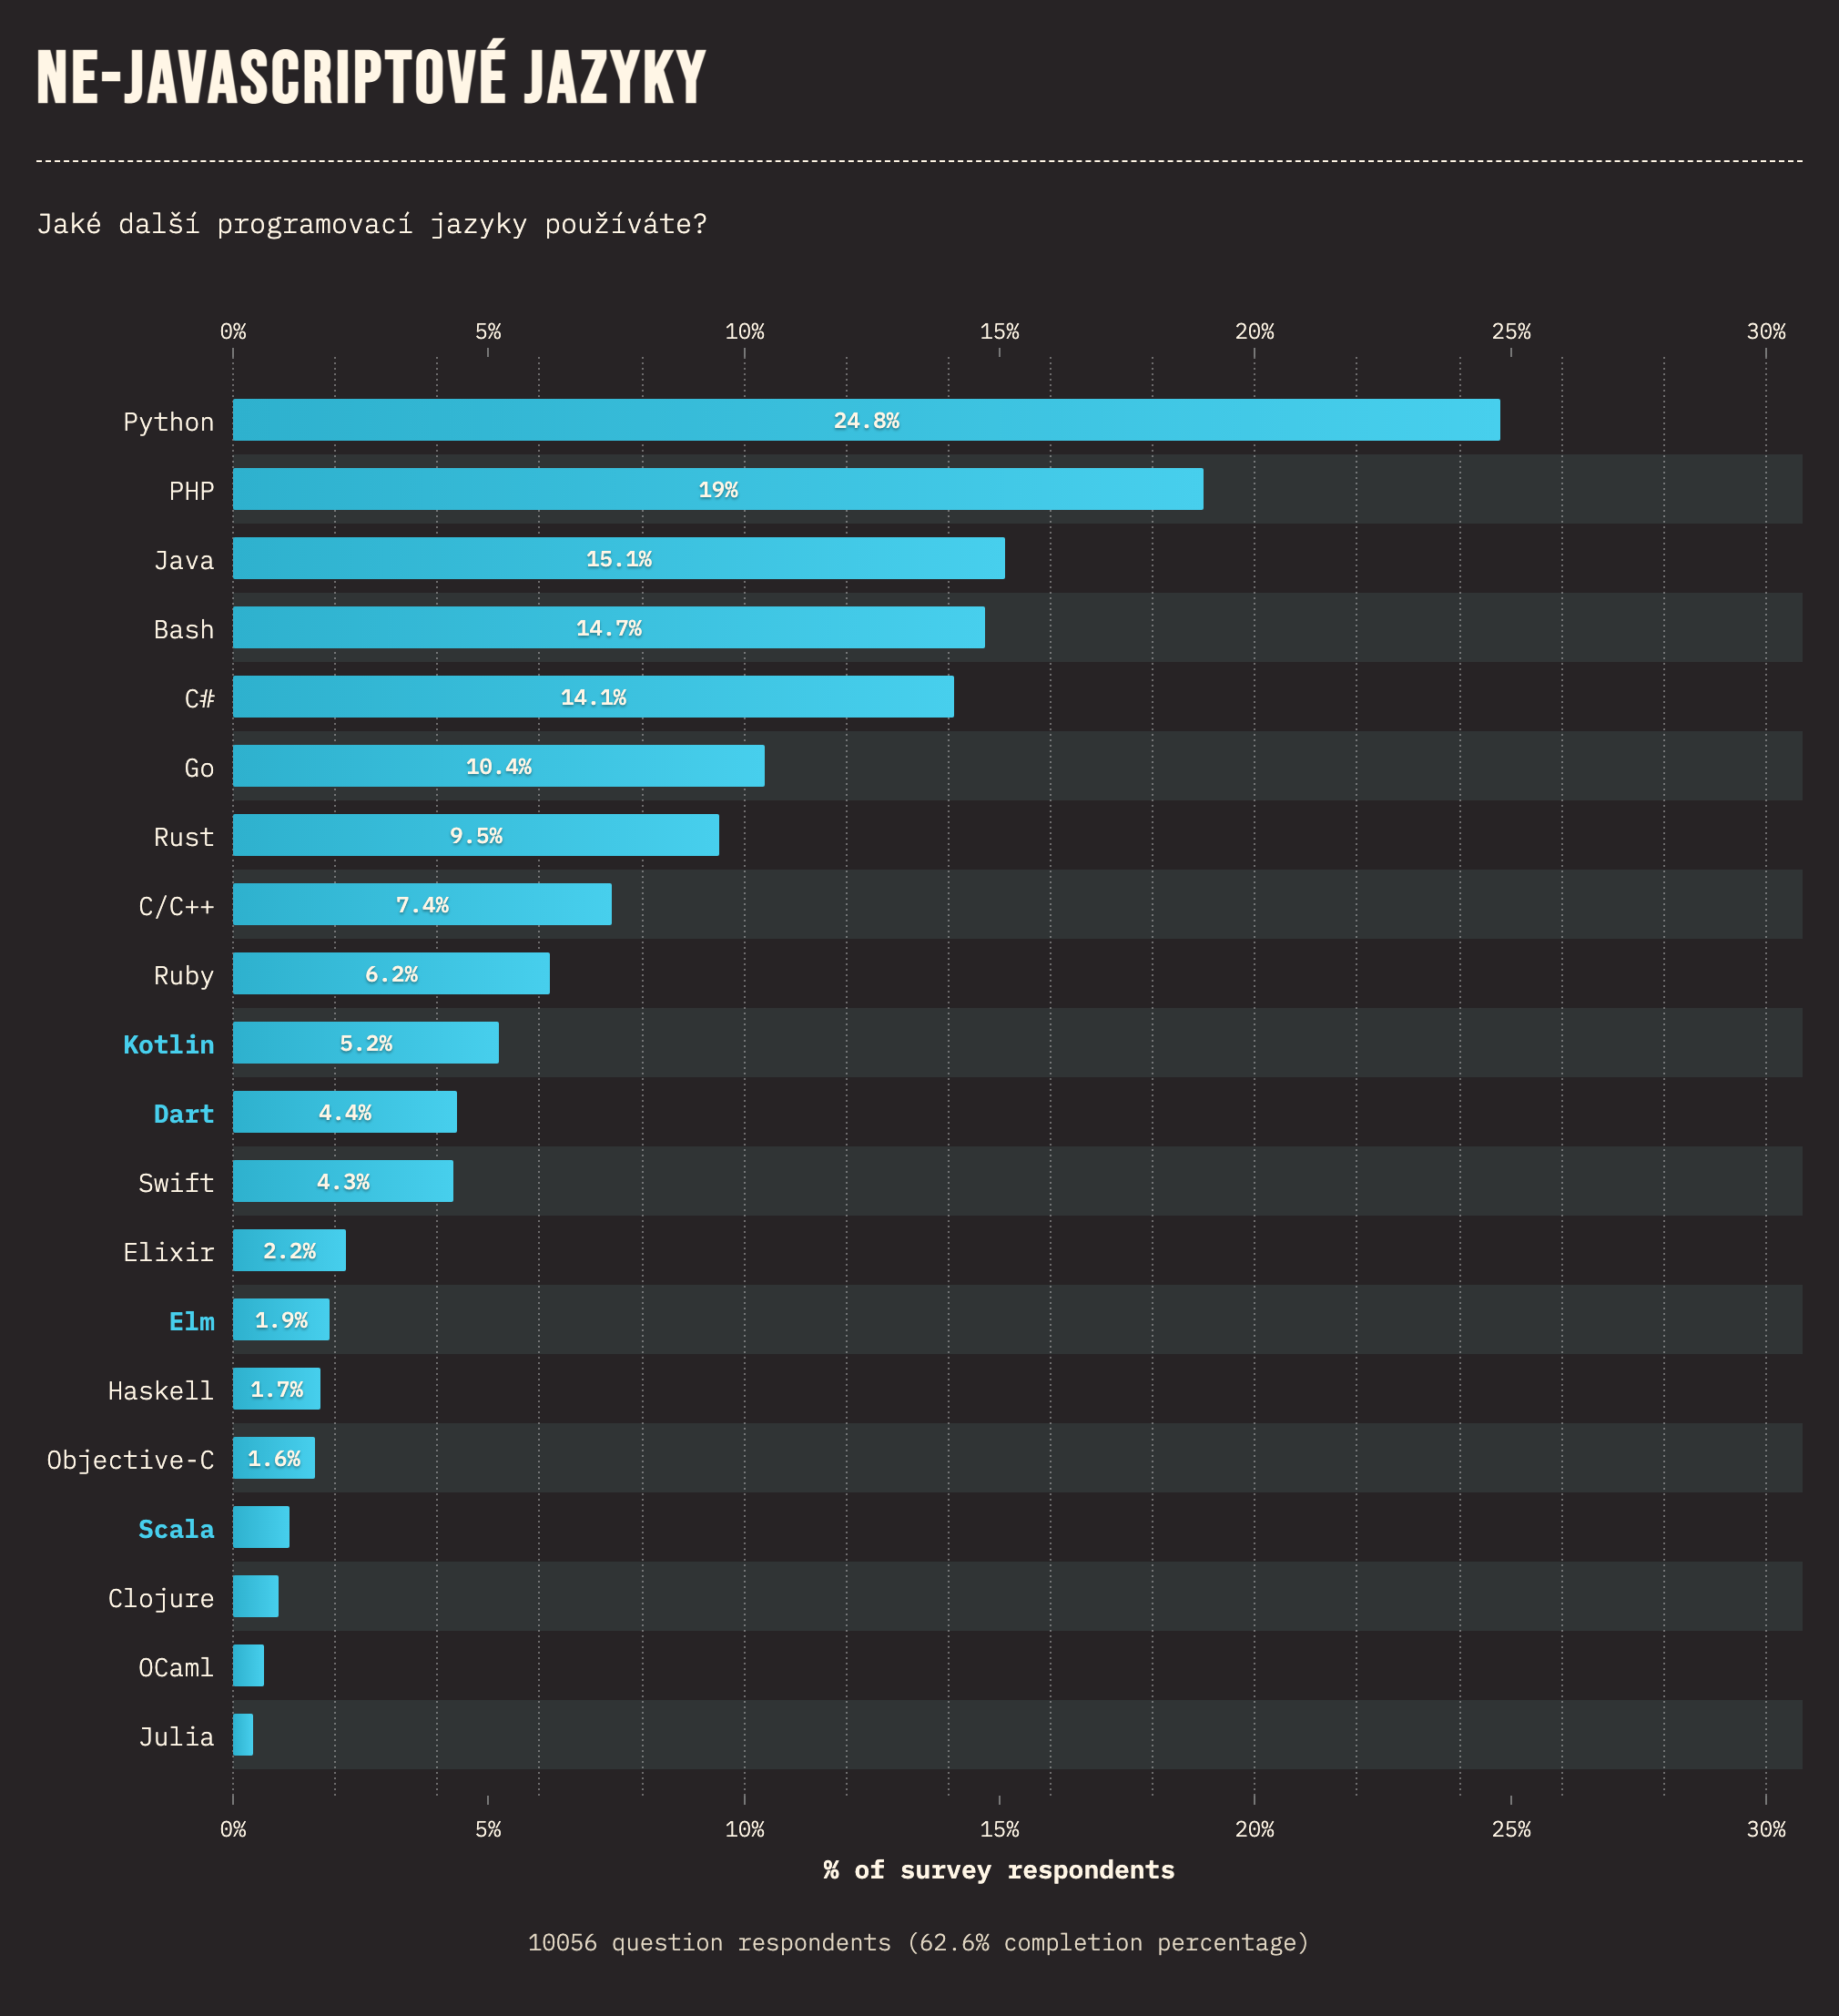 NE-JAVASCRIPTOVÉ JAZYKY
Jaké další programovací jazyky používáte?
0% 5% 10% 15% 20% 25% 30%
Python 24.8%
PHP 19%
Java 15.1%
Bash 14.7%
C# 14.1%
Go 10.4%
Rust 9.5%
C/C++ 7.4%
Ruby 6.2%
Kotlin 5.2%
Dart 4.4%
Swift 4.3%
Elixir 2.2%
Elm 1.9%
Haskell 1.7%
Objective-C 1.6%
Scala
Clojure
OCaml
Julia
0% 5% 10% 15% 20% 25% 30%
% of survey respondents
10056 question respondents (62.6% completion percentage)